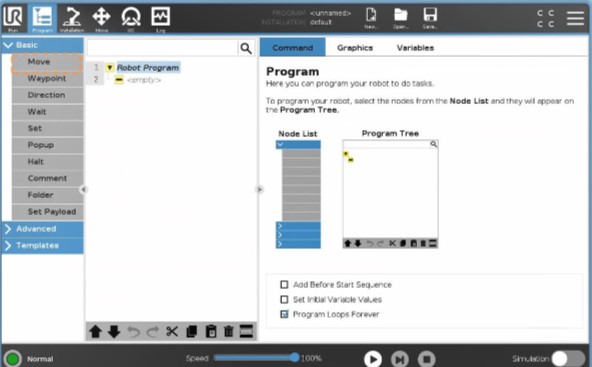 PROGRAM <unnamed>
INSTALLATION default
UR
Run Program Installation Move I/O Log
New... Open... Save...
C C
C C
Basic
Move
Waypoint
Direction
Wait
Set
Popup
Halt
Comment
Folder
Set Payload
Advanced
Templates
1 Robot Program
2 <empty>
Command Graphics Variables
Program
Here you can program your robot to do tasks.
To program your robot, select the nodes from the Node List and they will appear on
the Program Tree.
Node List Program Tree
Add Before Start Sequence
Set Initial Variable Values
Program Loops Forever
Normal
Speed 100%
Simulation